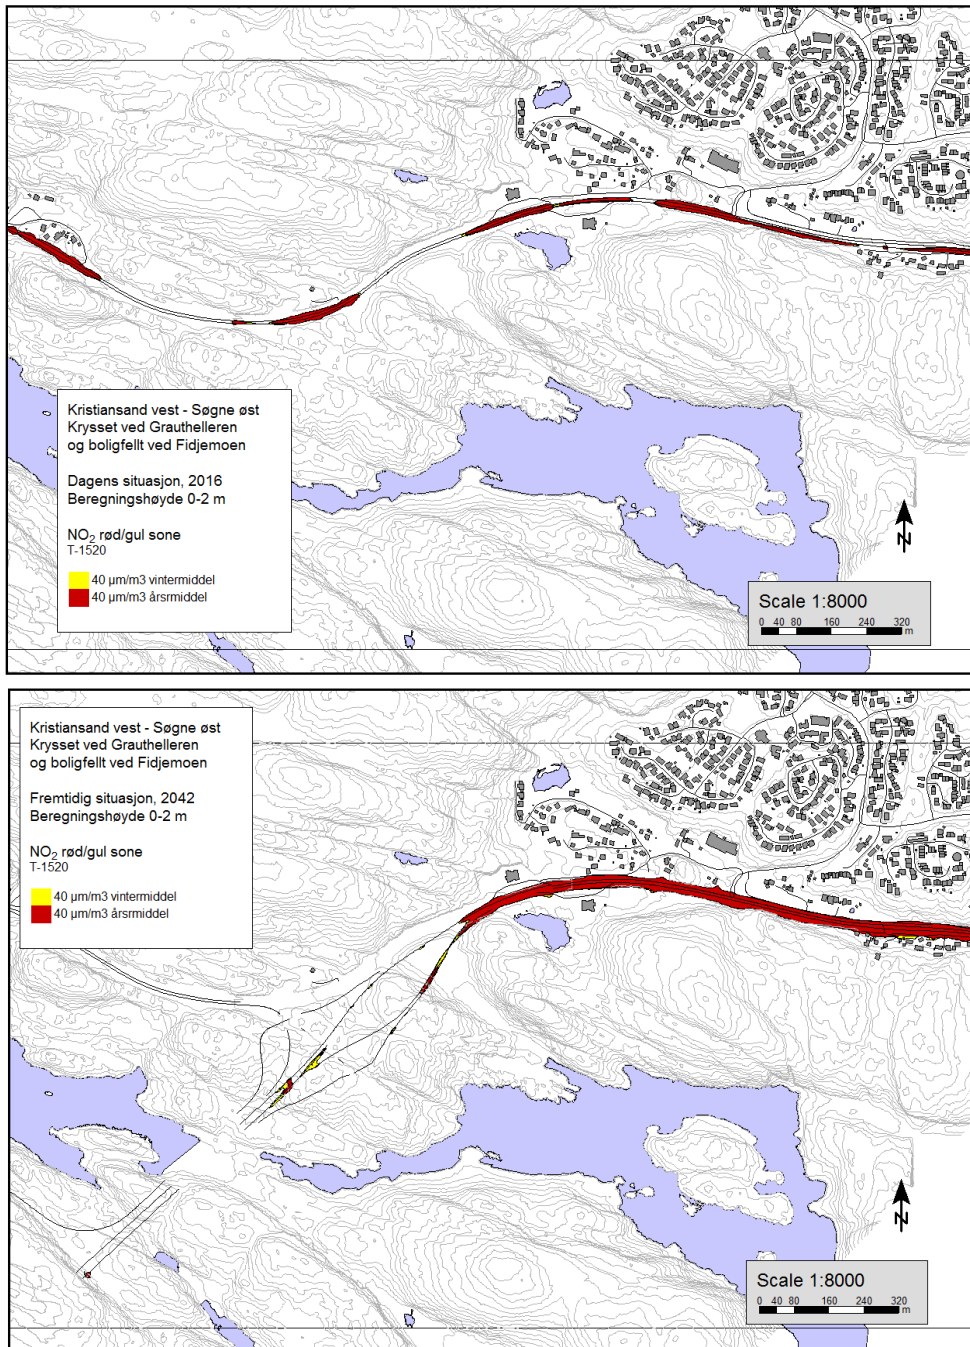 Kristiansand vest - Søgne øst
Krysset ved Grauthelleren
og boligfellt ved Fidjemoen
Dagens situasjon, 2016
Beregningshøyde 0-2 m
NO2 rød/gul sone
T-1520
40 µm/m3 vintermiddel
40 µm/m3 årsrmiddel
N
Scale 1:8000
0 40 80 160 240 320
m
Kristiansand vest - Søgne øst
Krysset ved Grauthelleren
og boligfellt ved Fidjemoen
Fremtidig situasjon, 2042
Beregningshøyde 0-2 m
NO2 rød/gul sone
T-1520
40 µm/m3 vintermiddel
40 µm/m3 årsrmiddel
N
Scale 1:8000
0 40 80 160 240 320
m